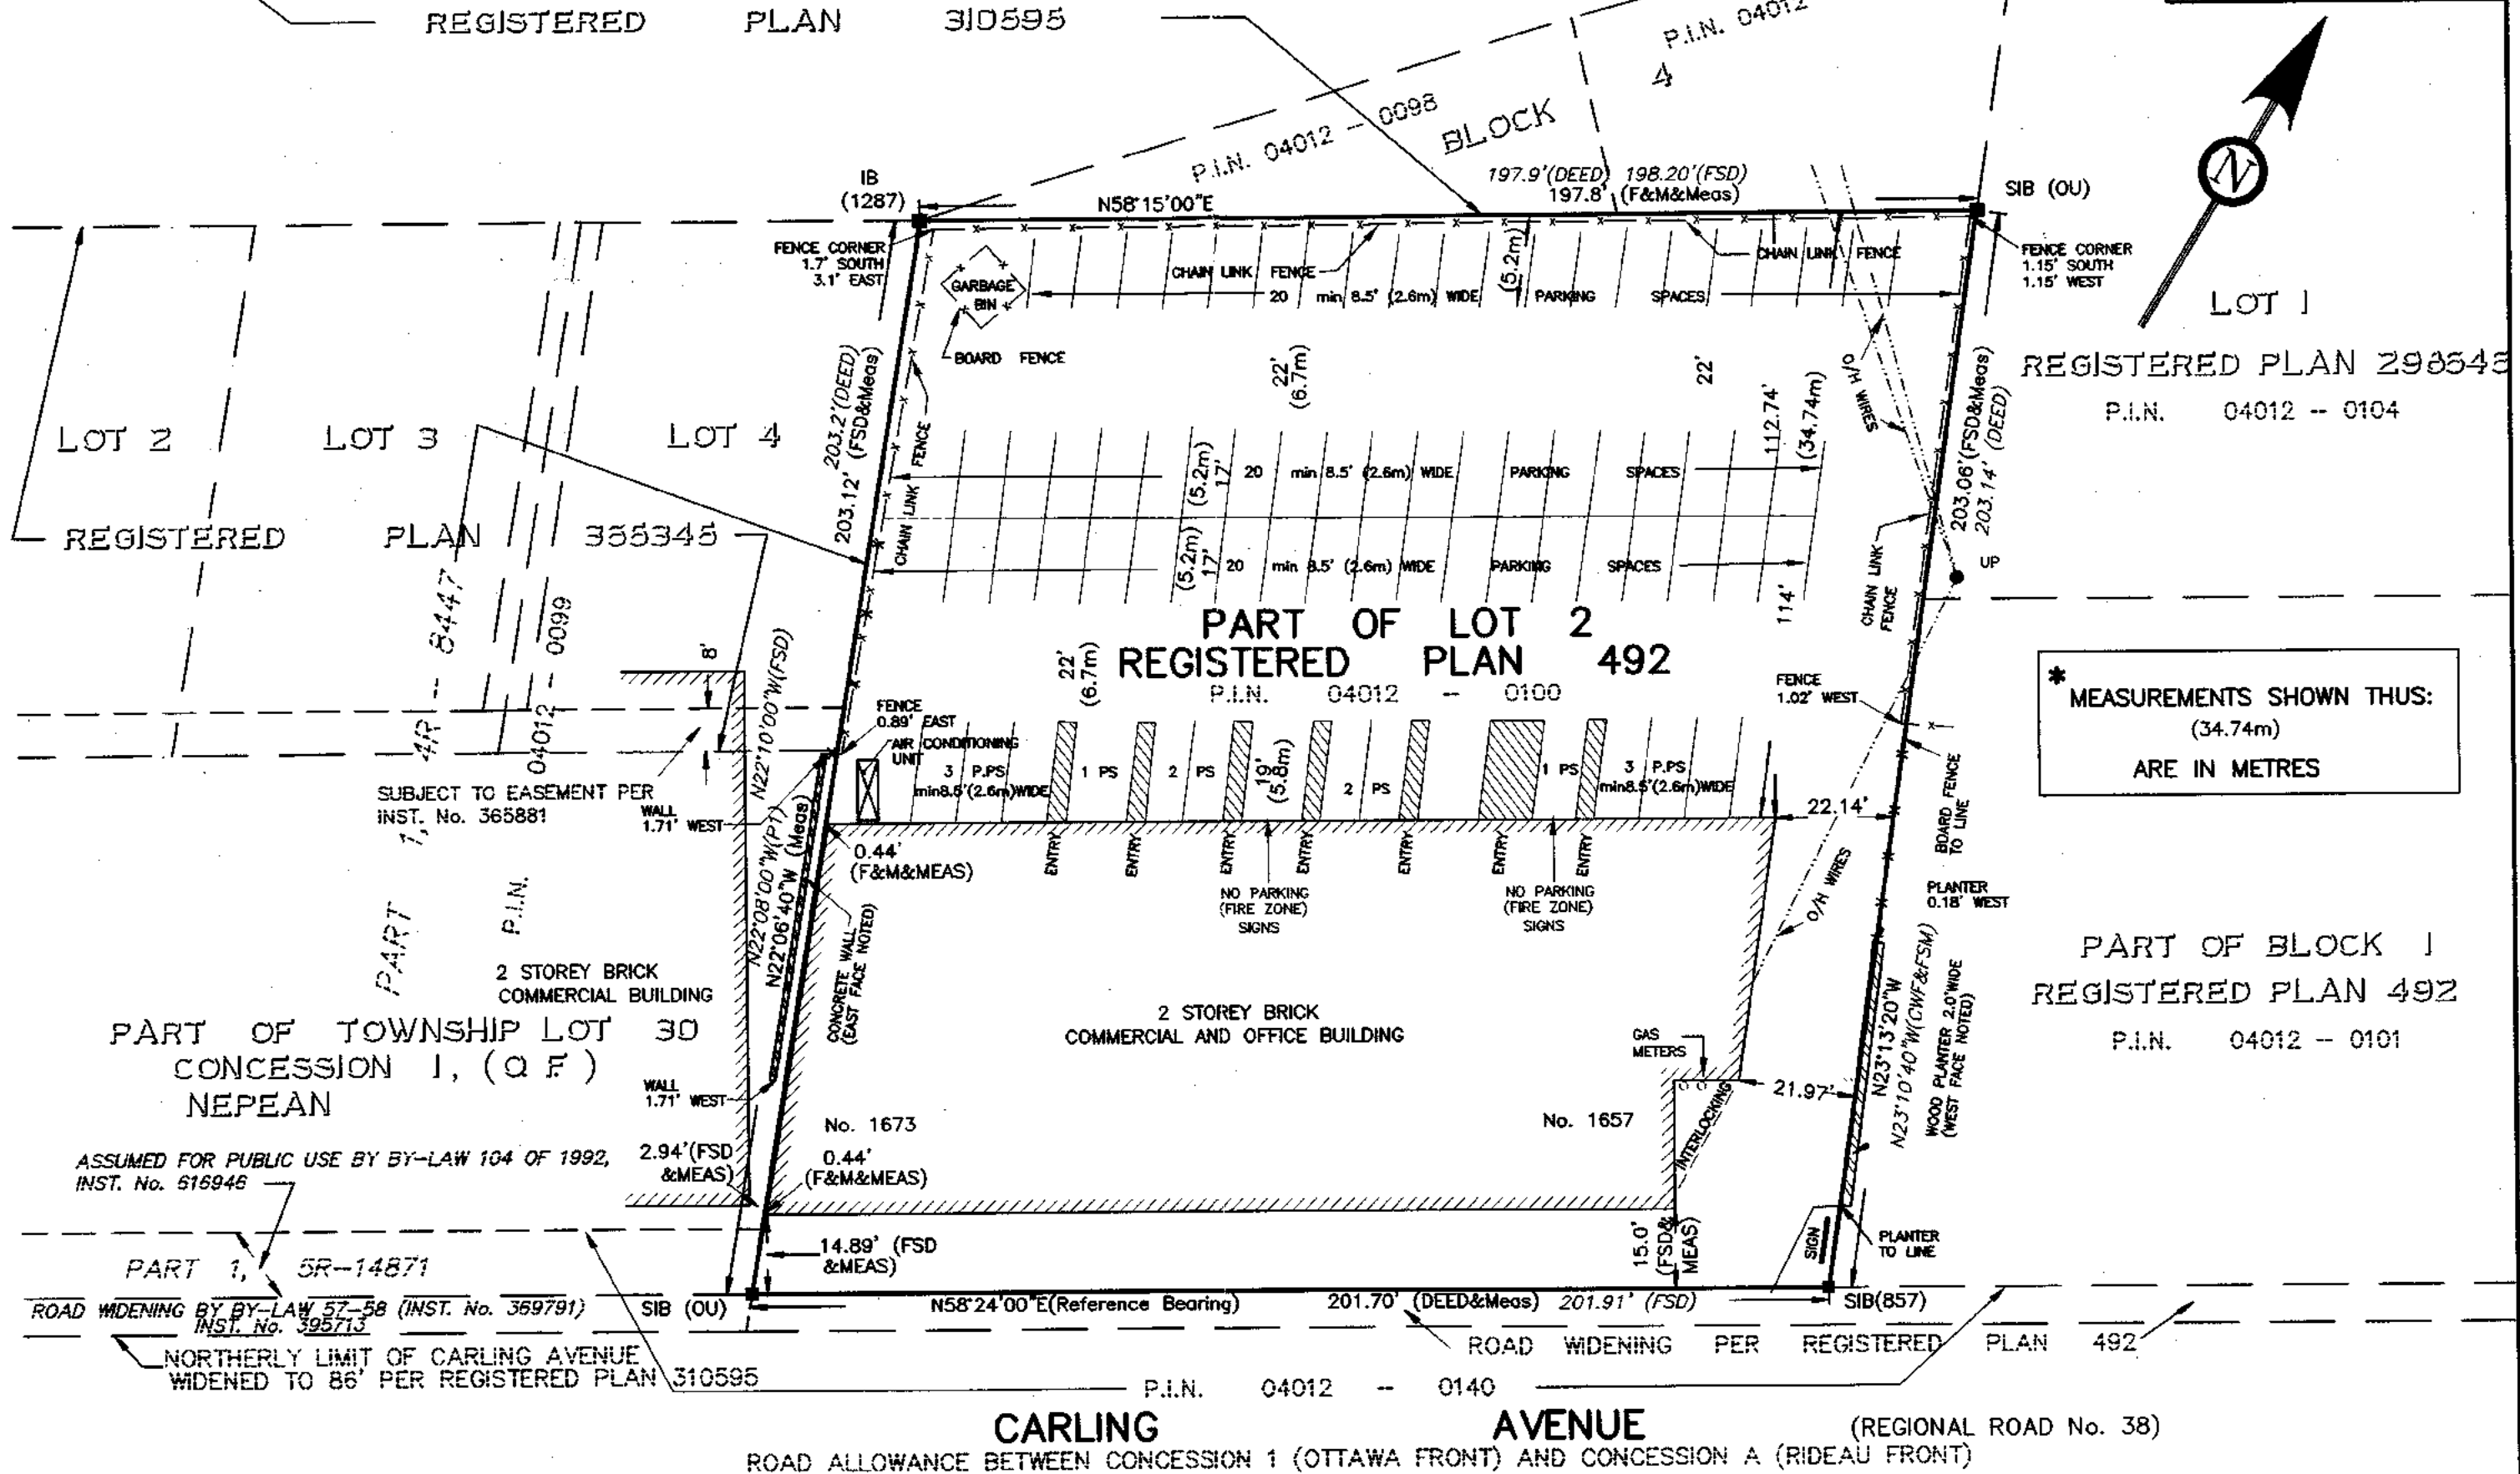 REGISTERED PLAN 310595
P.I.N. 04012
4
BLOCK
P.I.N. 04012 - 0098
197.9'(DEED) 198.20'(FSD)
197.8' (F&M&Meas)
N58°15'00"E
IB
(1287)
SIB (OU)
N
FENCE CORNER
1.7' SOUTH
3.1' EAST
GARBAGE
BIN
BOARD FENCE
CHAIN LINK FENCE
(5.2m)
CHAIN LINK FENCE
20 min 8.5' (2.6m) WIDE PARKING SPACES
FENCE CORNER
1.15' SOUTH
1.15' WEST
LOT 1
REGISTERED PLAN 298545
P.I.N. 04012 -- 0104
LOT 2
LOT 3
LOT 4
REGISTERED PLAN 355345
203.2'(DEED)
203.12' (FSD&Meas)
CHAIN LINK FENCE
22'
(6.7m)
22'
112.74'
(34.74m)
O/H WIRES
203.06'(FSD&Meas)
203.14' (DEED)
(5.2m)
17'
20 min 8.5' (2.6m) WIDE PARKING SPACES
(5.2m)
17'
20 min 8.5' (2.6m) WIDE PARKING SPACES
114'
CHAIN LINK
FENCE
UP
PART OF LOT 2
REGISTERED PLAN 492
P.I.N. 04012 -- 0100
22'
(6.7m)
*
MEASUREMENTS SHOWN THUS:
(34.74m)
ARE IN METRES
FENCE
1.02' WEST
8'
PART 1, 4R -- 8447
P.I.N. 04012 - 0099
N22°10'00"W(FSD)
FENCE
0.89' EAST
AIR CONDITIONING
UNIT
3 P.PS
min8.5'(2.6m)WIDE
1 PS
2 PS
19'
(5.8m)
2 PS
1 PS
3 P.PS
min8.5'(2.6m)WIDE
22.14'
BOARD FENCE
TO LINE
SUBJECT TO EASEMENT PER
INST. No. 365881
WALL
1.71' WEST
N22°08'00"W(P1)
N22°06'40"W (Meas)
0.44'
(F&M&MEAS)
ENTRY
ENTRY
ENTRY
ENTRY
ENTRY
ENTRY
ENTRY
NO PARKING
(FIRE ZONE)
SIGNS
NO PARKING
(FIRE ZONE)
SIGNS
O/H WIRES
PLANTER
0.18' WEST
CONCRETE WALL
(EAST FACE NOTED)
2 STOREY BRICK
COMMERCIAL BUILDING
2 STOREY BRICK
COMMERCIAL AND OFFICE BUILDING
PART OF BLOCK 1
REGISTERED PLAN 492
P.I.N. 04012 -- 0101
PART OF TOWNSHIP LOT 30
CONCESSION 1, (O F)
NEPEAN
GAS
METERS
INTERLOCKING
21.97'
N23°13'20"W
N23°10'40"W(CWF&FSM)
WOOD PLANTER 2.0'WIDE
(WEST FACE NOTED)
WALL
1.71' WEST
No. 1673
No. 1657
2.94'(FSD
&MEAS)
0.44'
(F&M&MEAS)
ASSUMED FOR PUBLIC USE BY BY-LAW 104 OF 1992,
INST. No. 616946
14.89' (FSD
&MEAS)
15.0'
(FSD&
MEAS)
SIGN
PLANTER
TO LINE
PART 1, 5R-14871
ROAD WIDENING BY BY-LAW 57-58 (INST. No. 369791)
INST. No. 395713
SIB (OU)
N58°24'00"E(Reference Bearing)
201.70' (DEED&Meas) 201.91' (FSD)
SIB(857)
ROAD WIDENING PER REGISTERED PLAN 492
NORTHERLY LIMIT OF CARLING AVENUE
WIDENED TO 86' PER REGISTERED PLAN 310595
P.I.N. 04012 - 0140
CARLING AVENUE
(REGIONAL ROAD No. 38)
ROAD ALLOWANCE BETWEEN CONCESSION 1 (OTTAWA FRONT) AND CONCESSION A (RIDEAU FRONT)